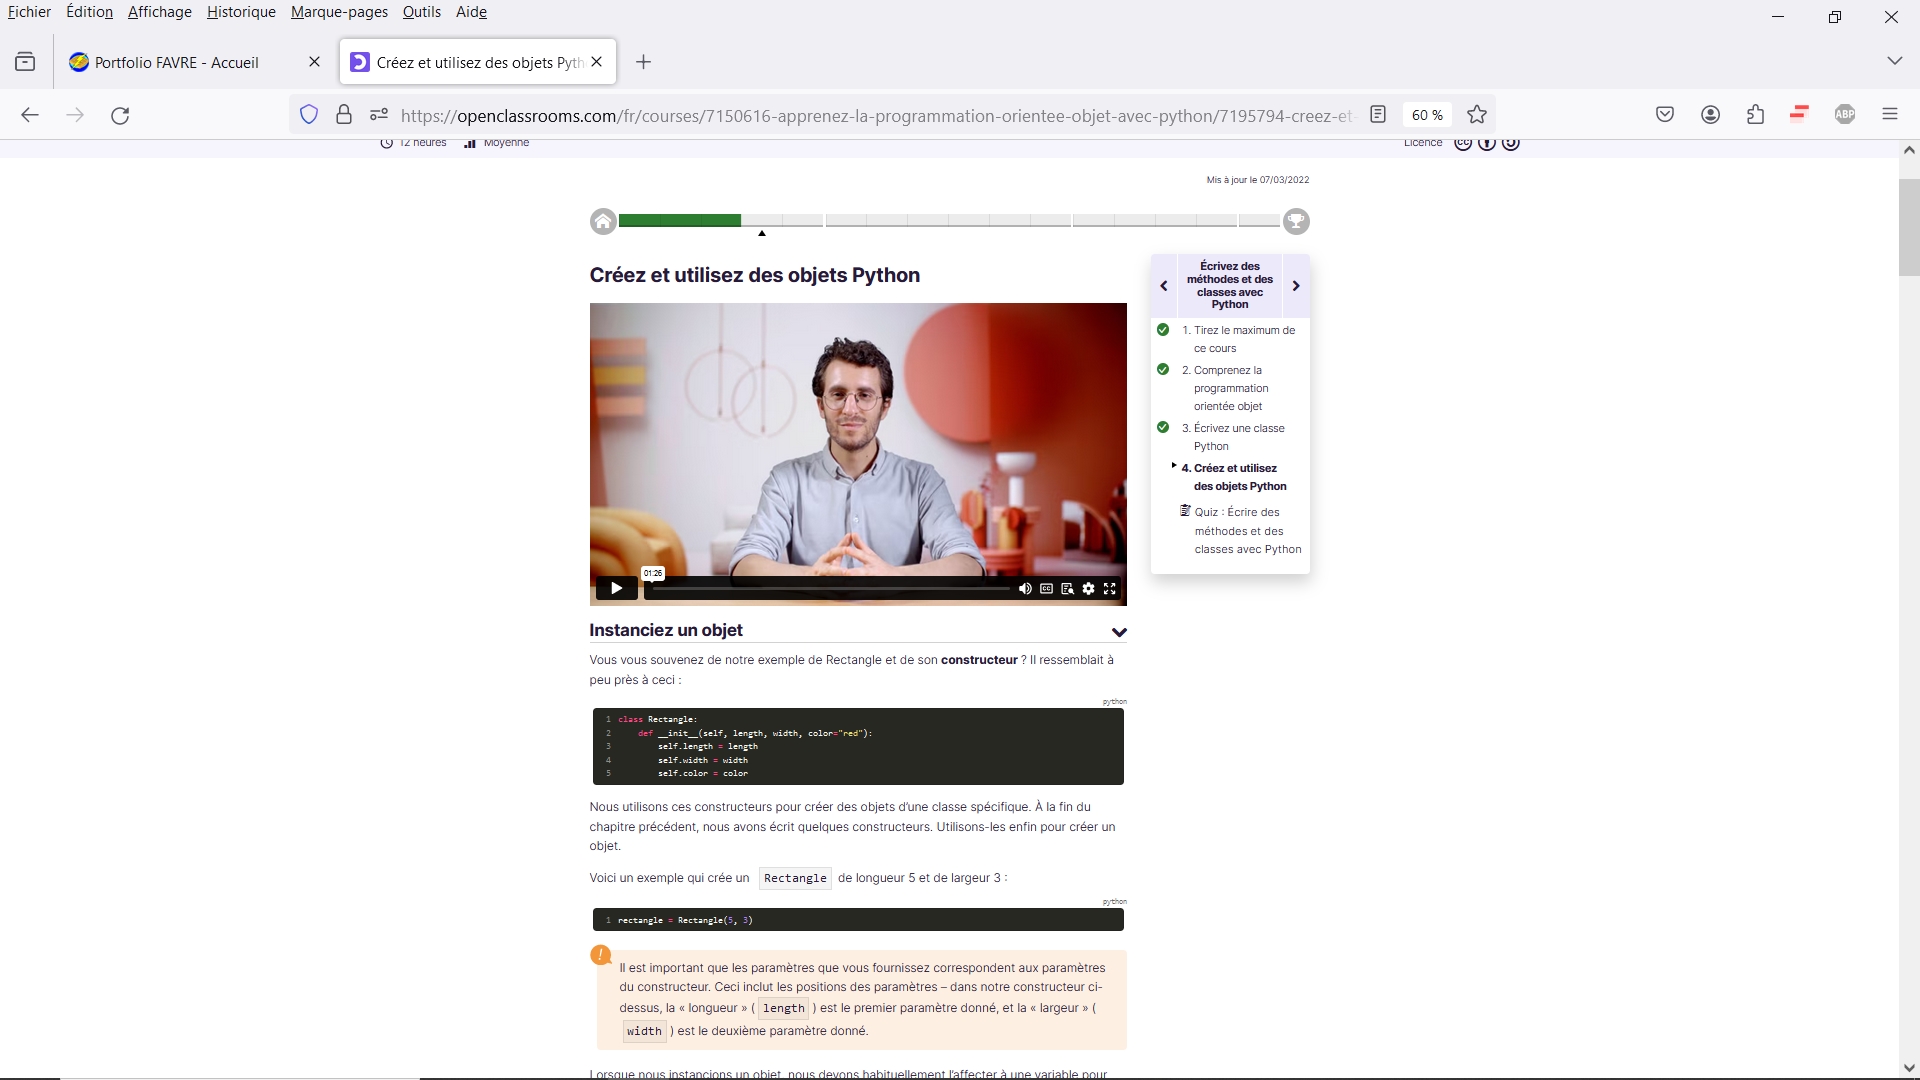 Fichier Édition Affichage Historique Marque-pages Outils Aide
Portfolio FAVRE - Accueil
Créez et utilisez des objets Pyth
https://openclassrooms.com/fr/courses/7150616-apprenez-la-programmation-orientee-objet-avec-python/7195794-creez-et-
60 %
ABP
12 heures Moyenne
Licence
Mis à jour le 07/03/2022
Créez et utilisez des objets Python
01:26
Instanciez un objet
Vous vous souvenez de notre exemple de Rectangle et de son constructeur ? Il ressemblait à
peu près à ceci :
python
1 class Rectangle:
2 def __init__(self, length, width, color="red"):
3 self.length = length
4 self.width = width
5 self.color = color
Nous utilisons ces constructeurs pour créer des objets d'une classe spécifique. À la fin du
chapitre précédent, nous avons écrit quelques constructeurs. Utilisons-les enfin pour créer un
objet.
Voici un exemple qui crée un Rectangle de longueur 5 et de largeur 3 :
python
1 rectangle = Rectangle(5, 3)
!
Il est important que les paramètres que vous fournissez correspondent aux paramètres
du constructeur. Ceci inclut les positions des paramètres – dans notre constructeur ci-
dessus, la « longueur » ( length ) est le premier paramètre donné, et la « largeur » (
width ) est le deuxième paramètre donné.
Lorsque nous instancions un objet, nous devons habituellement l'affecter à une variable pour
Écrivez des
méthodes et des
classes avec
Python
1. Tirez le maximum de
ce cours
2. Comprenez la
programmation
orientée objet
3. Écrivez une classe
Python
4. Créez et utilisez
des objets Python
Quiz : Écrire des
méthodes et des
classes avec Python